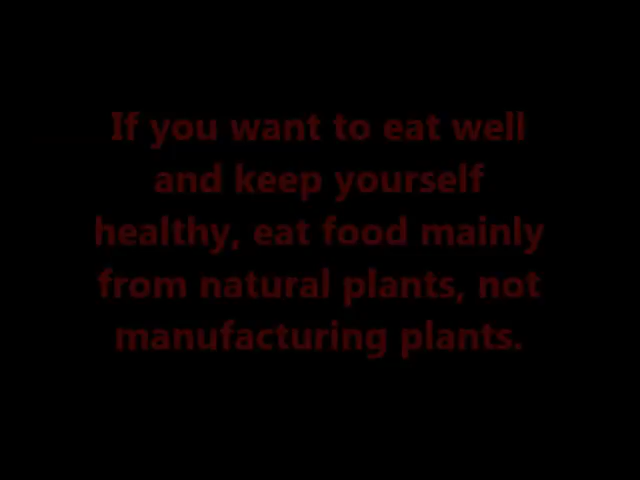 If you want to eat well
and keep yourself
healthy, eat food mainly
from natural plants, not
manufacturing plants.